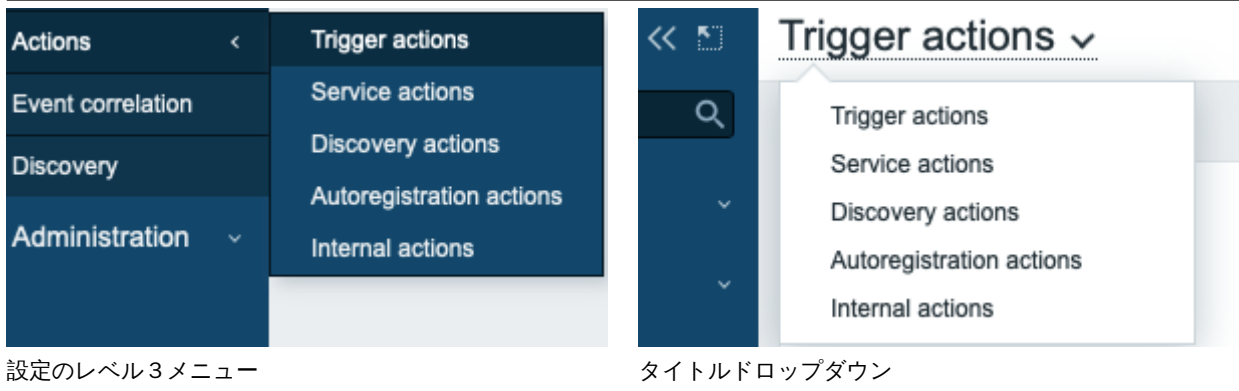 Actions
Event correlation
Discovery
Administration
Trigger actions
Service actions
Discovery actions
Autoregistration actions
Internal actions
設定のレベル３メニュー
Trigger actions
Trigger actions
Service actions
Discovery actions
Autoregistration actions
Internal actions
タイトルドロップダウン